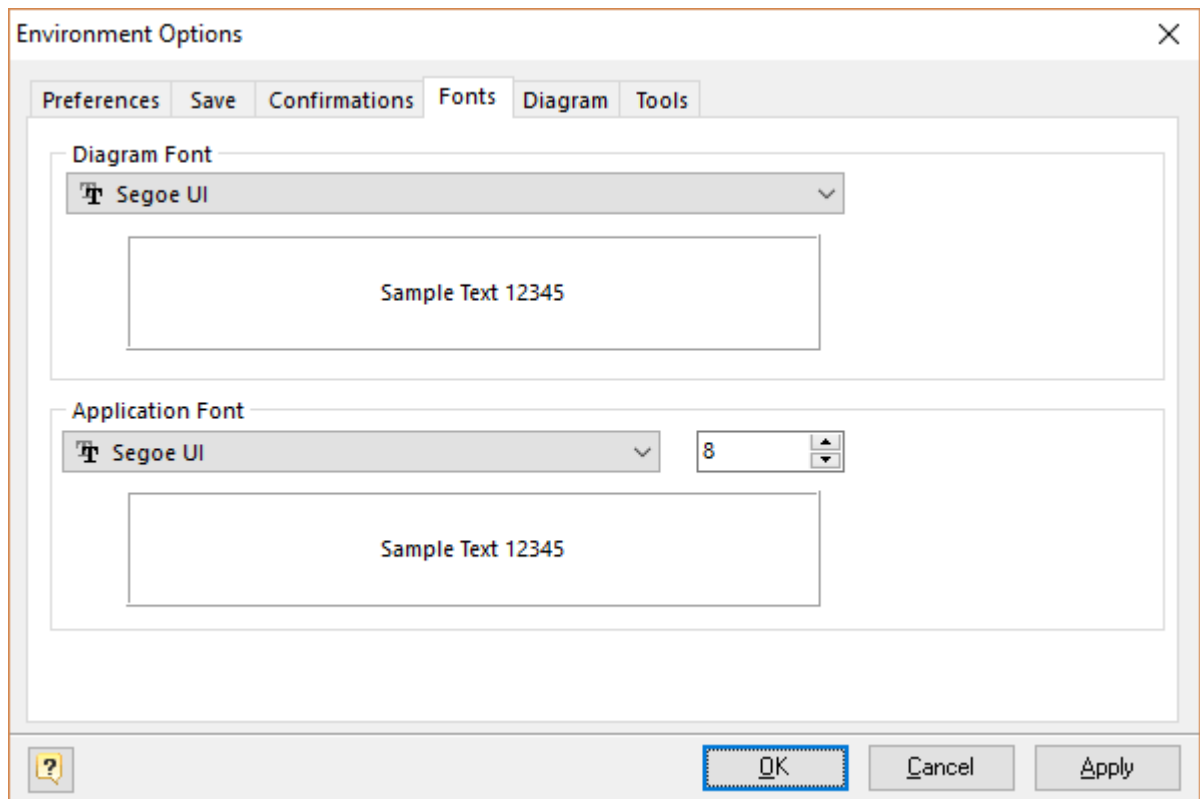 Environment Options
Preferences Save Confirmations Fonts Diagram Tools
Diagram Font
Segoe UI
Sample Text 12345
Application Font
Segoe UI 8
Sample Text 12345
? OK Cancel Apply